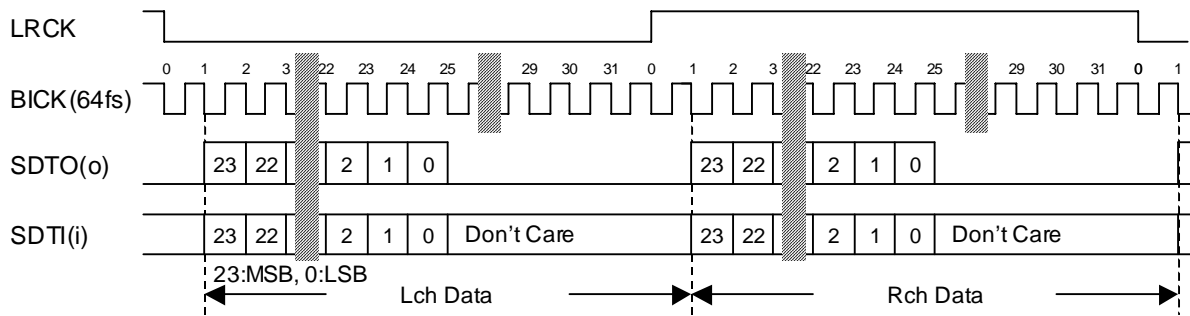 LRCK
0 1 2 3 22 23 24 25 29 30 31 0 1 2 3 22 23 24 25 29 30 31 0 1
BICK(64fs)
SDTO(o) 23 22 2 1 0 23 22 2 1 0
SDTI(i) 23 22 2 1 0 Don't Care 23 22 2 1 0 Don't Care
23:MSB, 0:LSB
Lch Data Rch Data